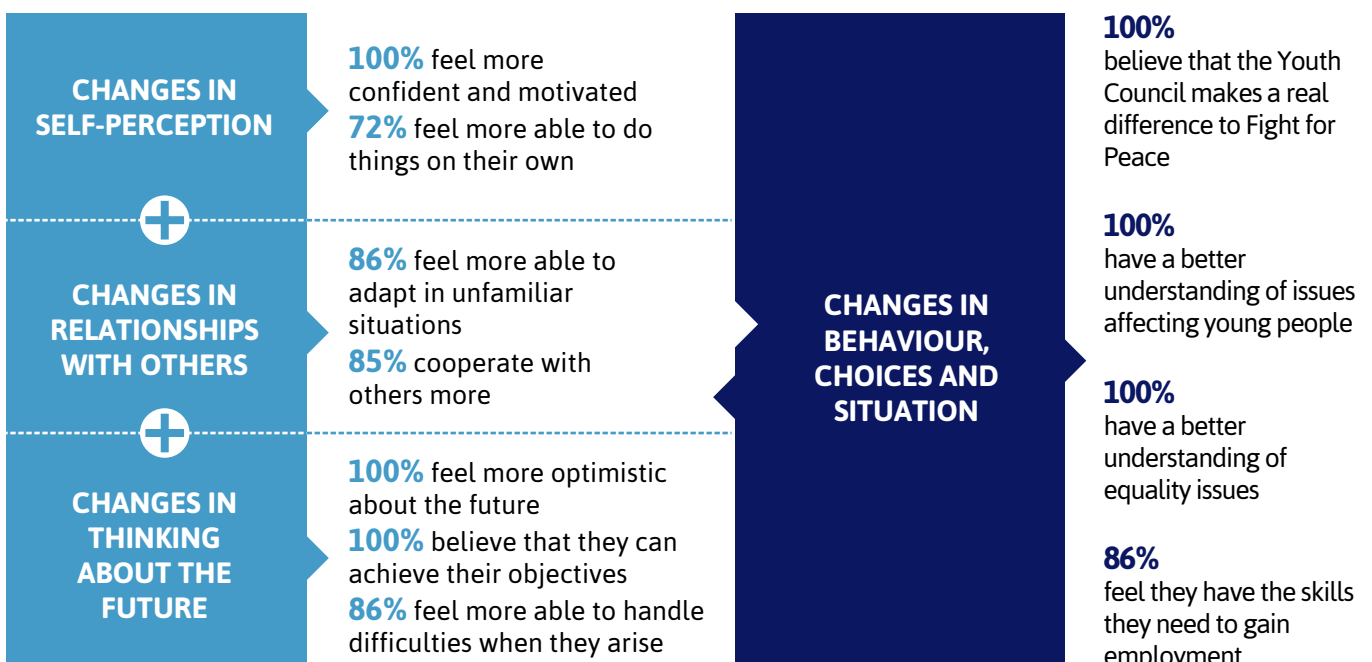 CHANGES IN
SELF-PERCEPTION
100% feel more
confident and motivated
72% feel more able to do
things on their own
CHANGES IN
RELATIONSHIPS
WITH OTHERS
86% feel more able to
adapt in unfamiliar
situations
85% cooperate with
others more
CHANGES IN
THINKING
ABOUT THE
FUTURE
100% feel more optimistic
about the future
100% believe that they can
achieve their objectives
86% feel more able to handle
difficulties when they arise
CHANGES IN
BEHAVIOUR,
CHOICES AND
SITUATION
100%
believe that the Youth
Council makes a real
difference to Fight for
Peace
100%
have a better
understanding of issues
affecting young people
100%
have a better
understanding of
equality issues
86%
feel they have the skills
they need to gain
employment